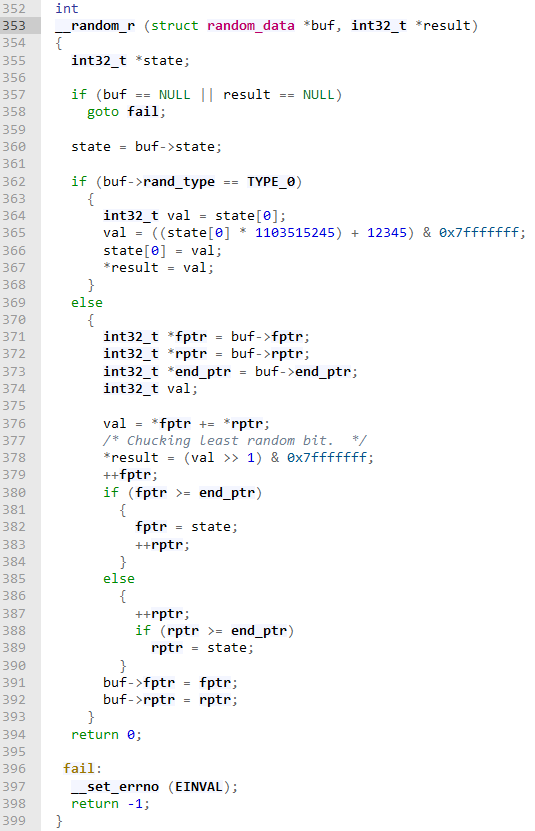 352 int
353 __random_r (struct random_data *buf, int32_t *result)
354 {
355   int32_t *state;
356
357   if (buf == NULL || result == NULL)
358     goto fail;
359
360   state = buf->state;
361
362   if (buf->rand_type == TYPE_0)
363     {
364       int32_t val = state[0];
365       val = ((state[0] * 1103515245) + 12345) & 0x7fffffff;
366       state[0] = val;
367       *result = val;
368     }
369   else
370     {
371       int32_t *fptr = buf->fptr;
372       int32_t *rptr = buf->rptr;
373       int32_t *end_ptr = buf->end_ptr;
374       int32_t val;
375
376       val = *fptr += *rptr;
377       /* Chucking least random bit.  */
378       *result = (val >> 1) & 0x7fffffff;
379       ++fptr;
380       if (fptr >= end_ptr)
381         {
382           fptr = state;
383           ++rptr;
384         }
385       else
386         {
387           ++rptr;
388           if (rptr >= end_ptr)
389             rptr = state;
390         }
391       buf->fptr = fptr;
392       buf->rptr = rptr;
393     }
394   return 0;
395
396  fail:
397   __set_errno (EINVAL);
398   return -1;
399 }